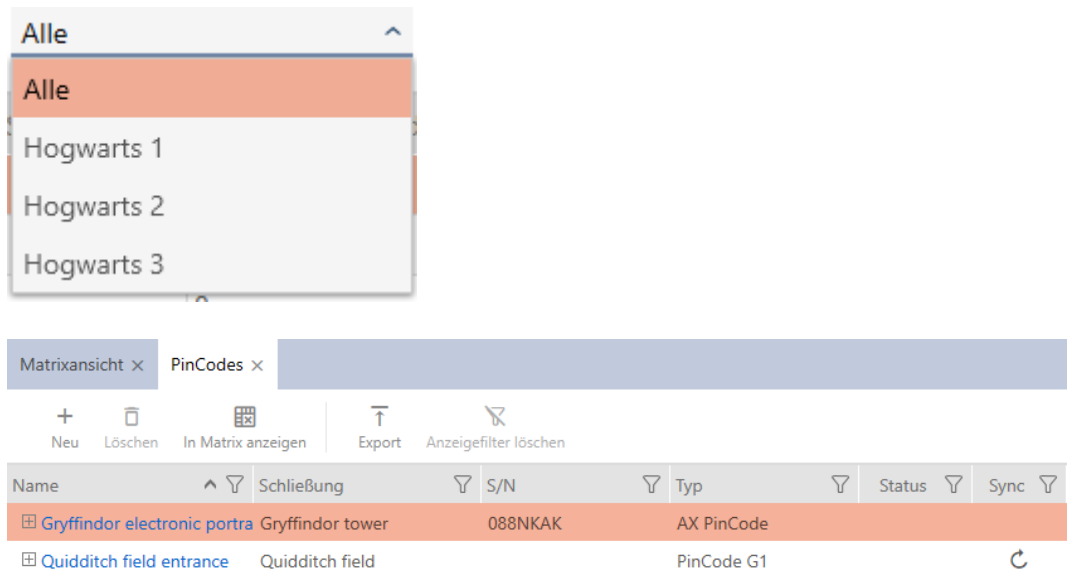 Alle
Alle
Hogwarts 1
Hogwarts 2
Hogwarts 3
Matrixansicht PinCodes
Neu Löschen In Matrix anzeigen Export Anzeigefilter löschen
Name Schließung S/N Typ Status Sync
Gryffindor electronic portra Gryffindor tower 088NKAK AX PinCode
Quidditch field entrance Quidditch field PinCode G1